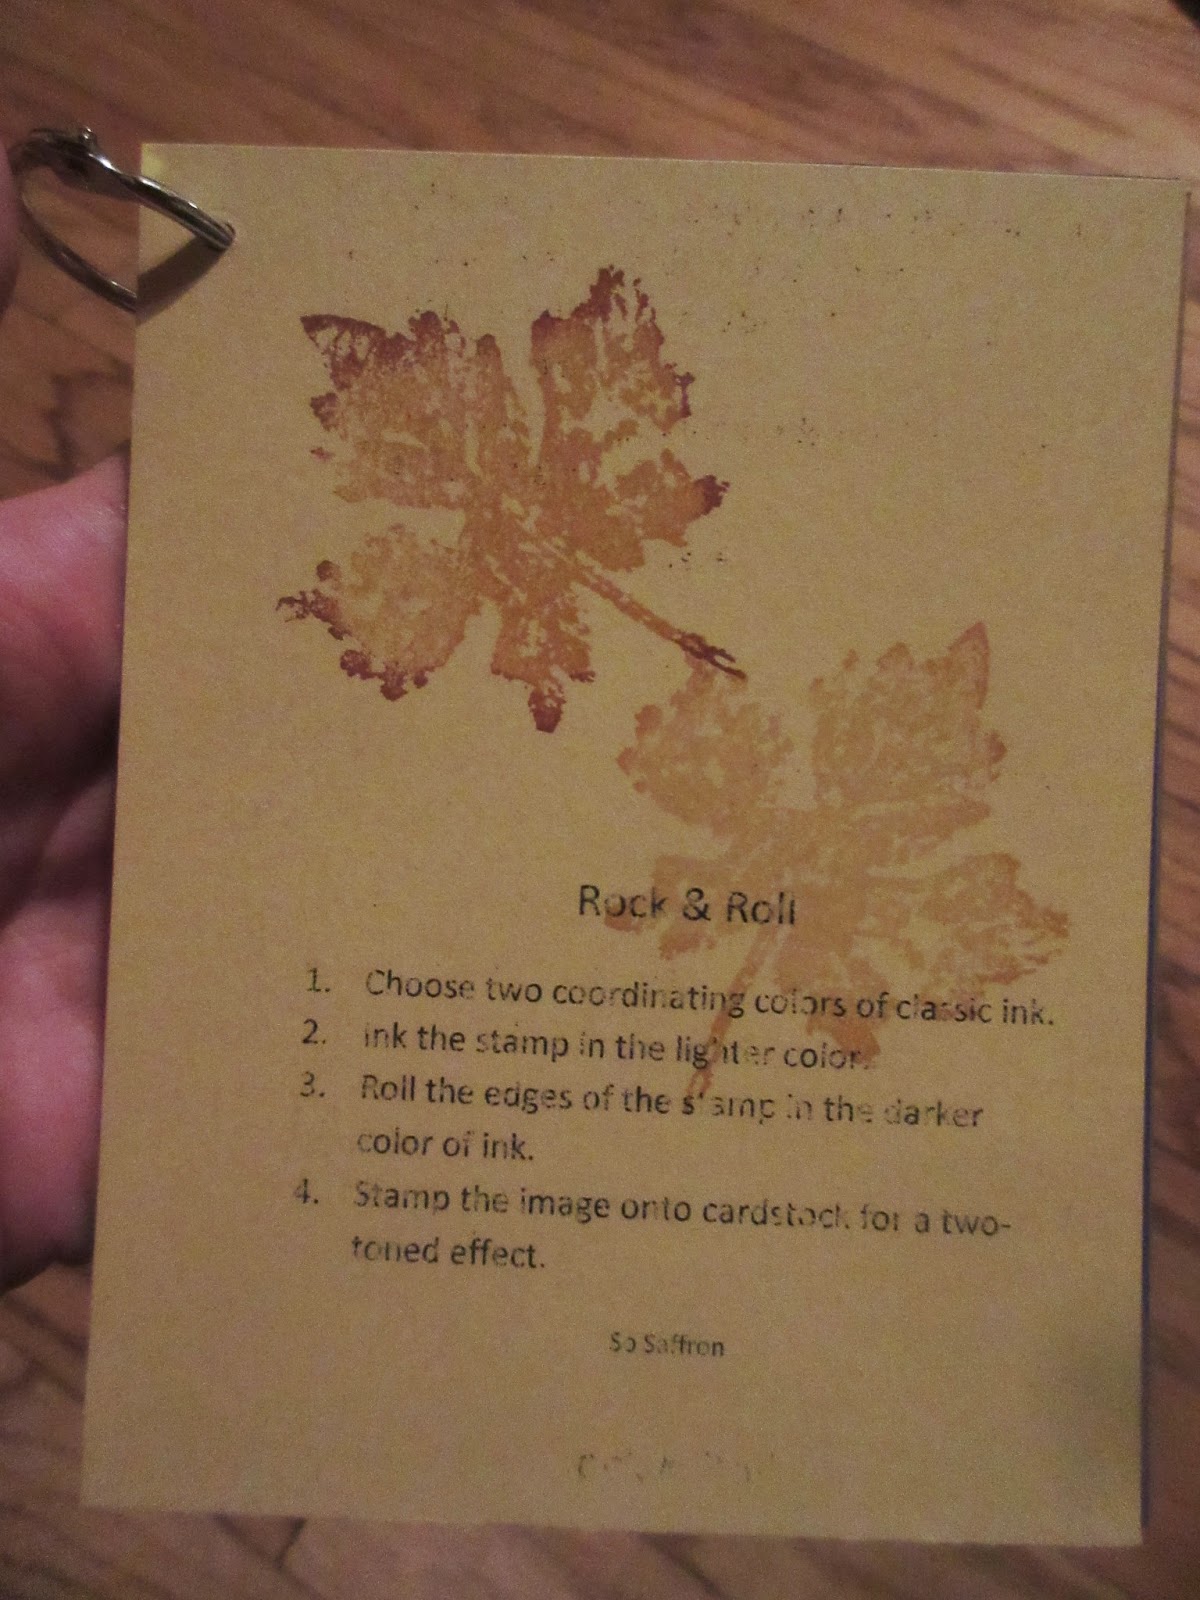 Rock & Roll
1. Choose two coordinating colors of classic ink.
2. Ink the stamp in the lighter color.
3. Roll the edges of the stamp in the darker
color of ink.
4. Stamp the image onto cardstock for a two-
toned effect.
So Saffron